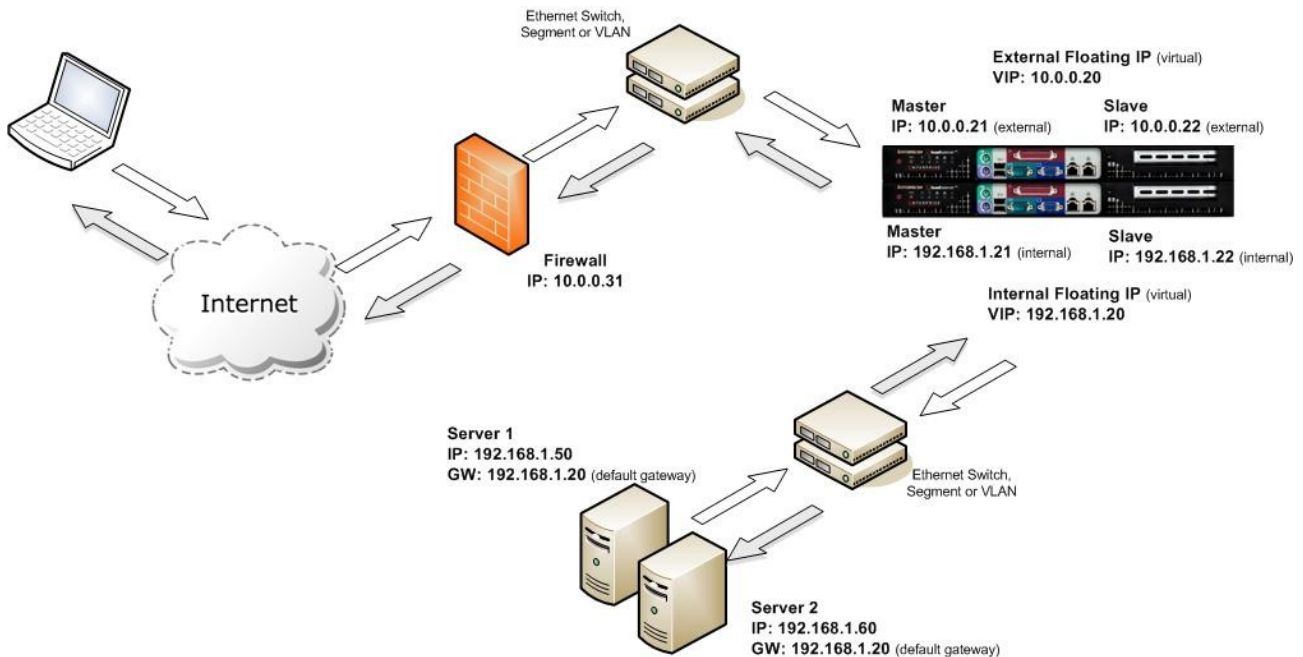 Ethernet Switch,
Segment or VLAN
External Floating IP (virtual)
VIP: 10.0.0.20
Master
IP: 10.0.0.21 (external)
Slave
IP: 10.0.0.22 (external)
Master
IP: 192.168.1.21 (internal)
Slave
IP: 192.168.1.22 (internal)
Firewall
IP: 10.0.0.31
Internet
Internal Floating IP (virtual)
VIP: 192.168.1.20
Server 1
IP: 192.168.1.50
GW: 192.168.1.20 (default gateway)
Ethernet Switch,
Segment or VLAN
Server 2
IP: 192.168.1.60
GW: 192.168.1.20 (default gateway)